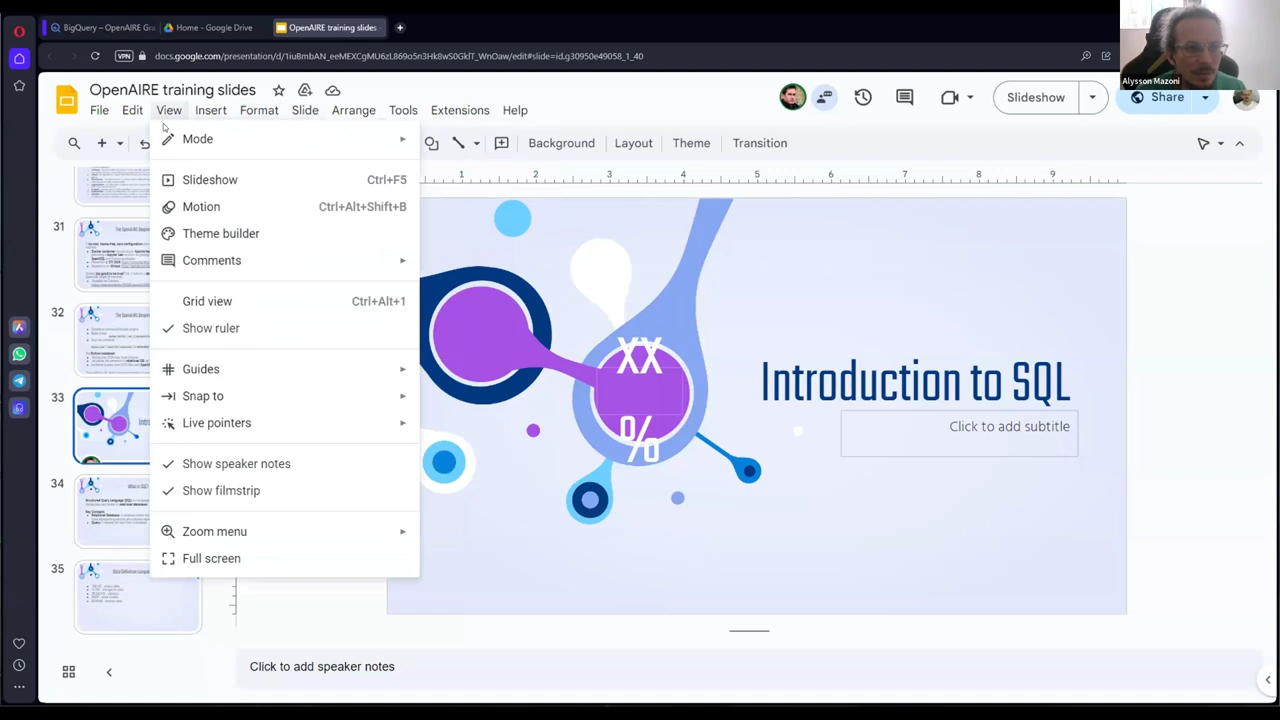 BigQuery – OpenAIRE Gra
Home - Google Drive
OpenAIRE training slides
VPN
docs.google.com/presentation/d/1iuBmbAN_eeMEXCgMU6zL869o5n3Hk8wS0GkIT_WnOaw/edit#slide=id.g30950e49058_1_40
Alysson Mazoni
OpenAIRE training slides
File Edit View Insert Format Slide Arrange Tools Extensions Help
Slideshow
Share
Background Layout Theme Transition
Mode
Slideshow Ctrl+F5
Motion Ctrl+Alt+Shift+B
Theme builder
Comments
Grid view Ctrl+Alt+1
Show ruler
Guides
Snap to
Live pointers
Show speaker notes
Show filmstrip
Zoom menu
Full screen
31
32
33
34
35
1 2 3 4 5 6 7 8 9
XX
%
Introduction to SQL
Click to add subtitle
Click to add speaker notes